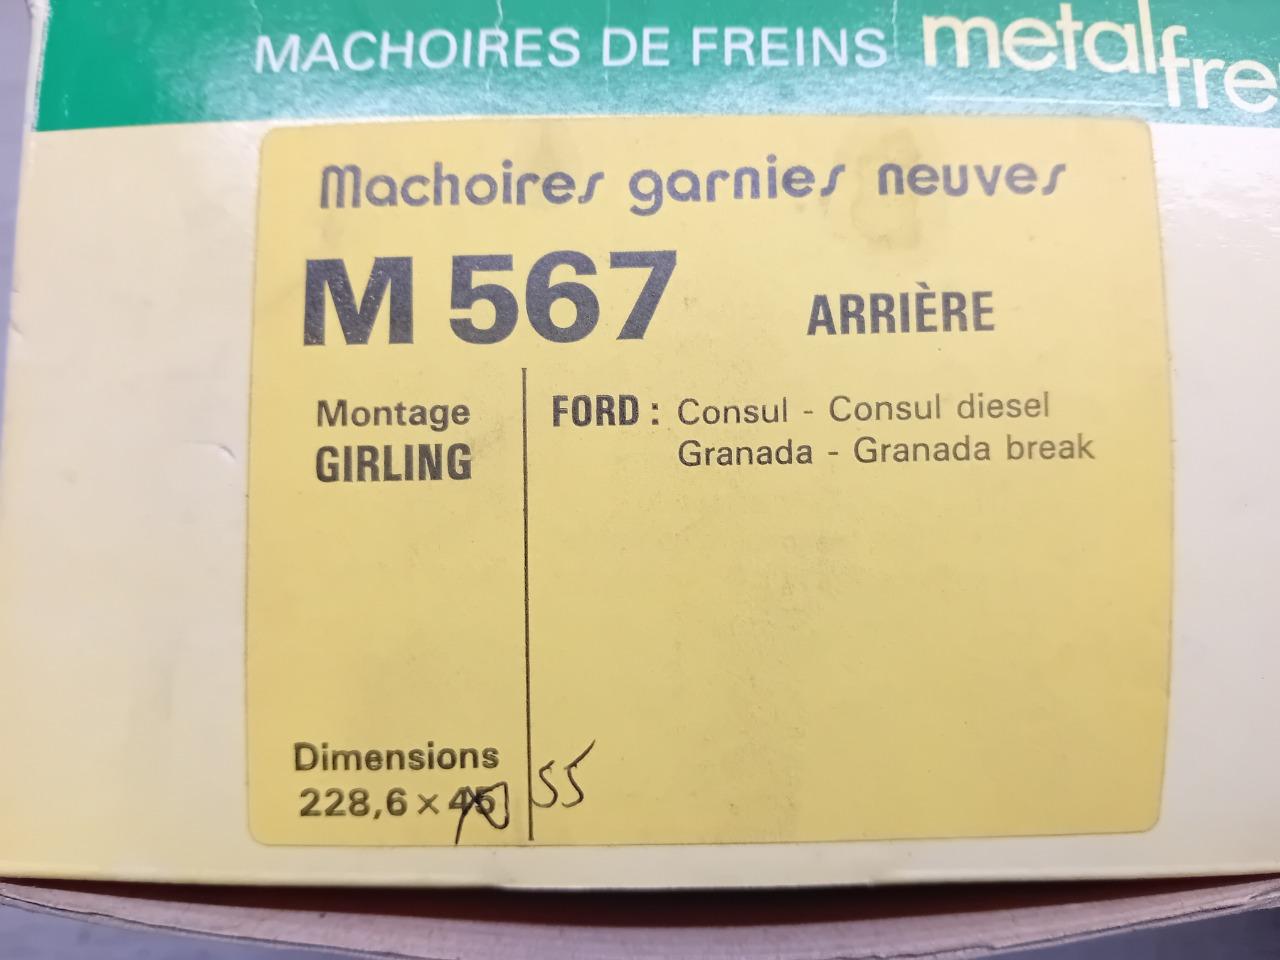 MACHOIRES DE FREINS metalfre
Machoires garnies neuves
M 567 ARRIÈRE
Montage
GIRLING
FORD : Consul - Consul diesel
Granada - Granada break
Dimensions
228,6 × 45 55